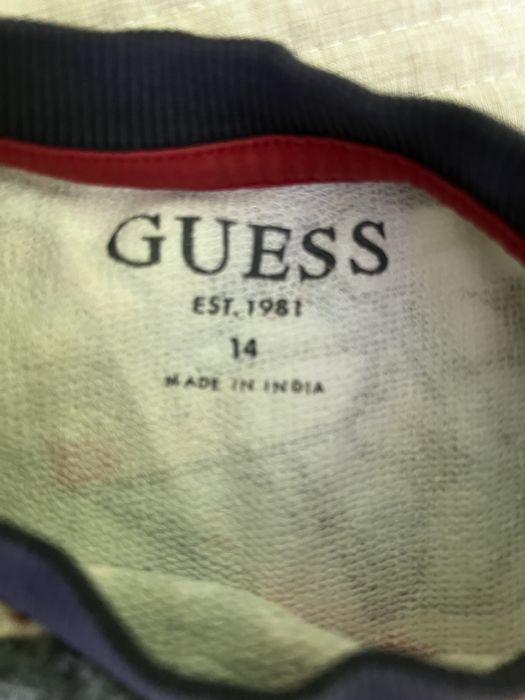 GUESS
EST. 1981
14
MADE IN INDIA